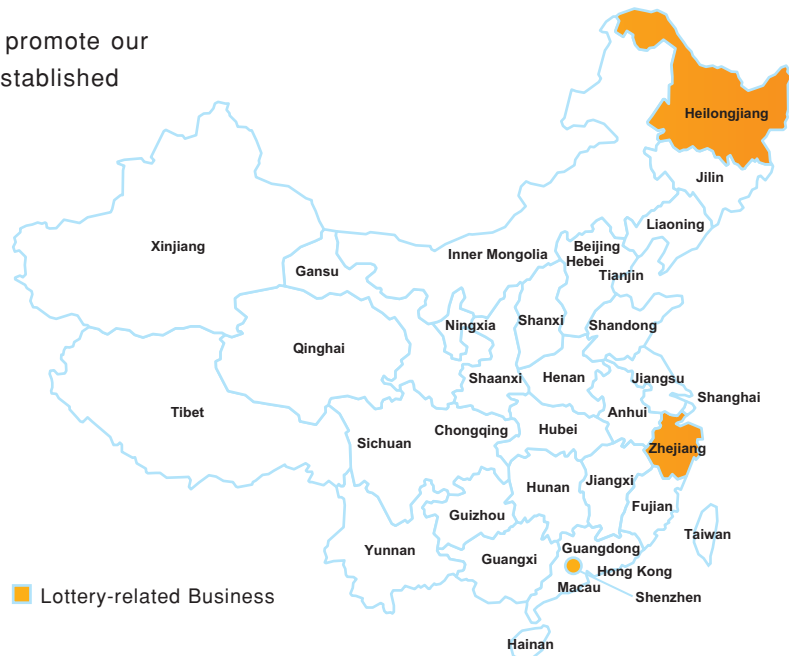 promote our
stablished
Heilongjiang
Jilin
Liaoning
Xinjiang
Inner Mongolia
Beijing
Hebei
Gansu
Tianjin
Ningxia
Shanxi
Shandong
Qinghai
Shaanxi
Henan
Jiangsu
Shanghai
Tibet
Anhui
Sichuan
Chongqing
Hubei
Zhejiang
Hunan
Jiangxi
Guizhou
Fujian
Taiwan
Yunnan
Guangxi
Guangdong
Hong Kong
Macau
Shenzhen
Lottery-related Business
Hainan